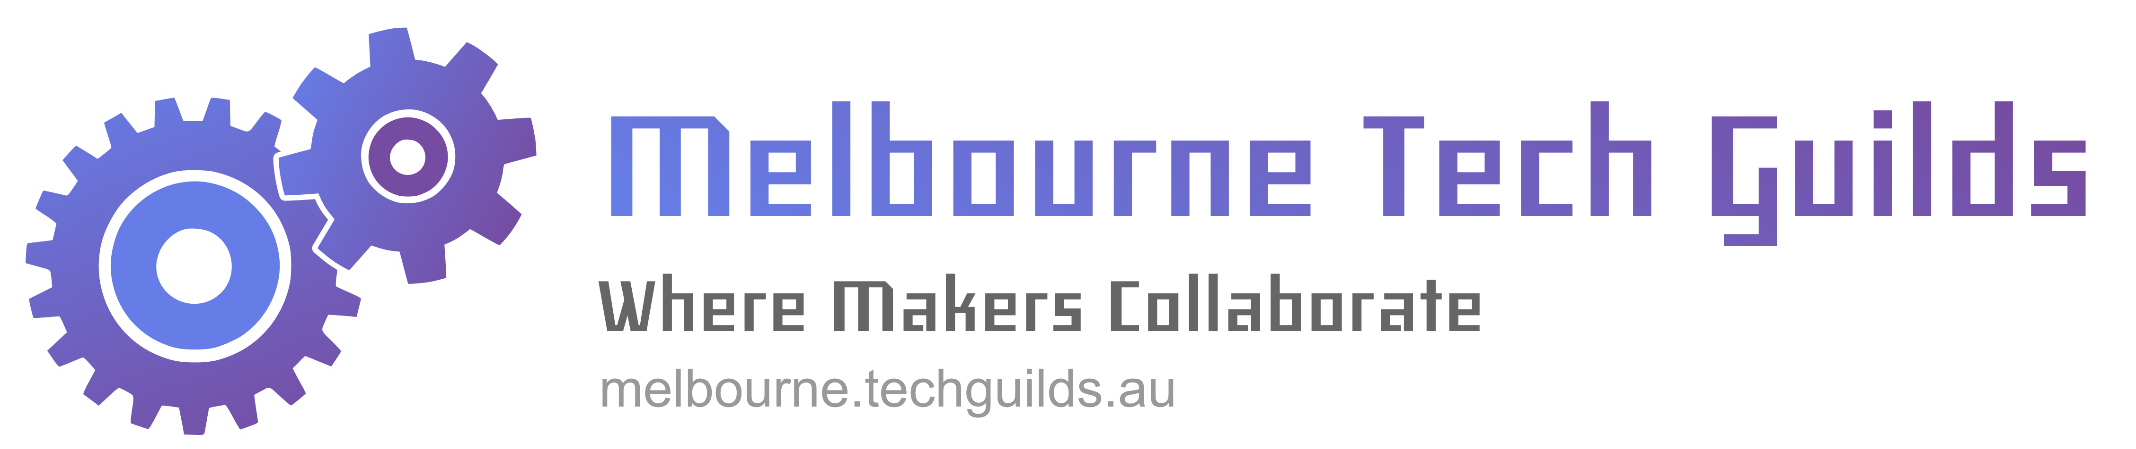 Melbourne Tech Guilds
Where Makers Collaborate
melbourne.techguilds.au